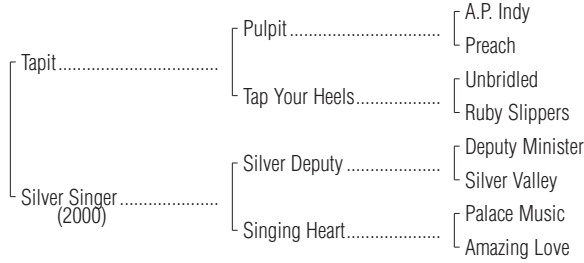 A.P. Indy
Pulpit
Preach
Tapit
Unbridled
Tap Your Heels
Ruby Slippers
Deputy Minister
Silver Deputy
Silver Valley
Silver Singer
(2000)
Palace Music
Singing Heart
Amazing Love